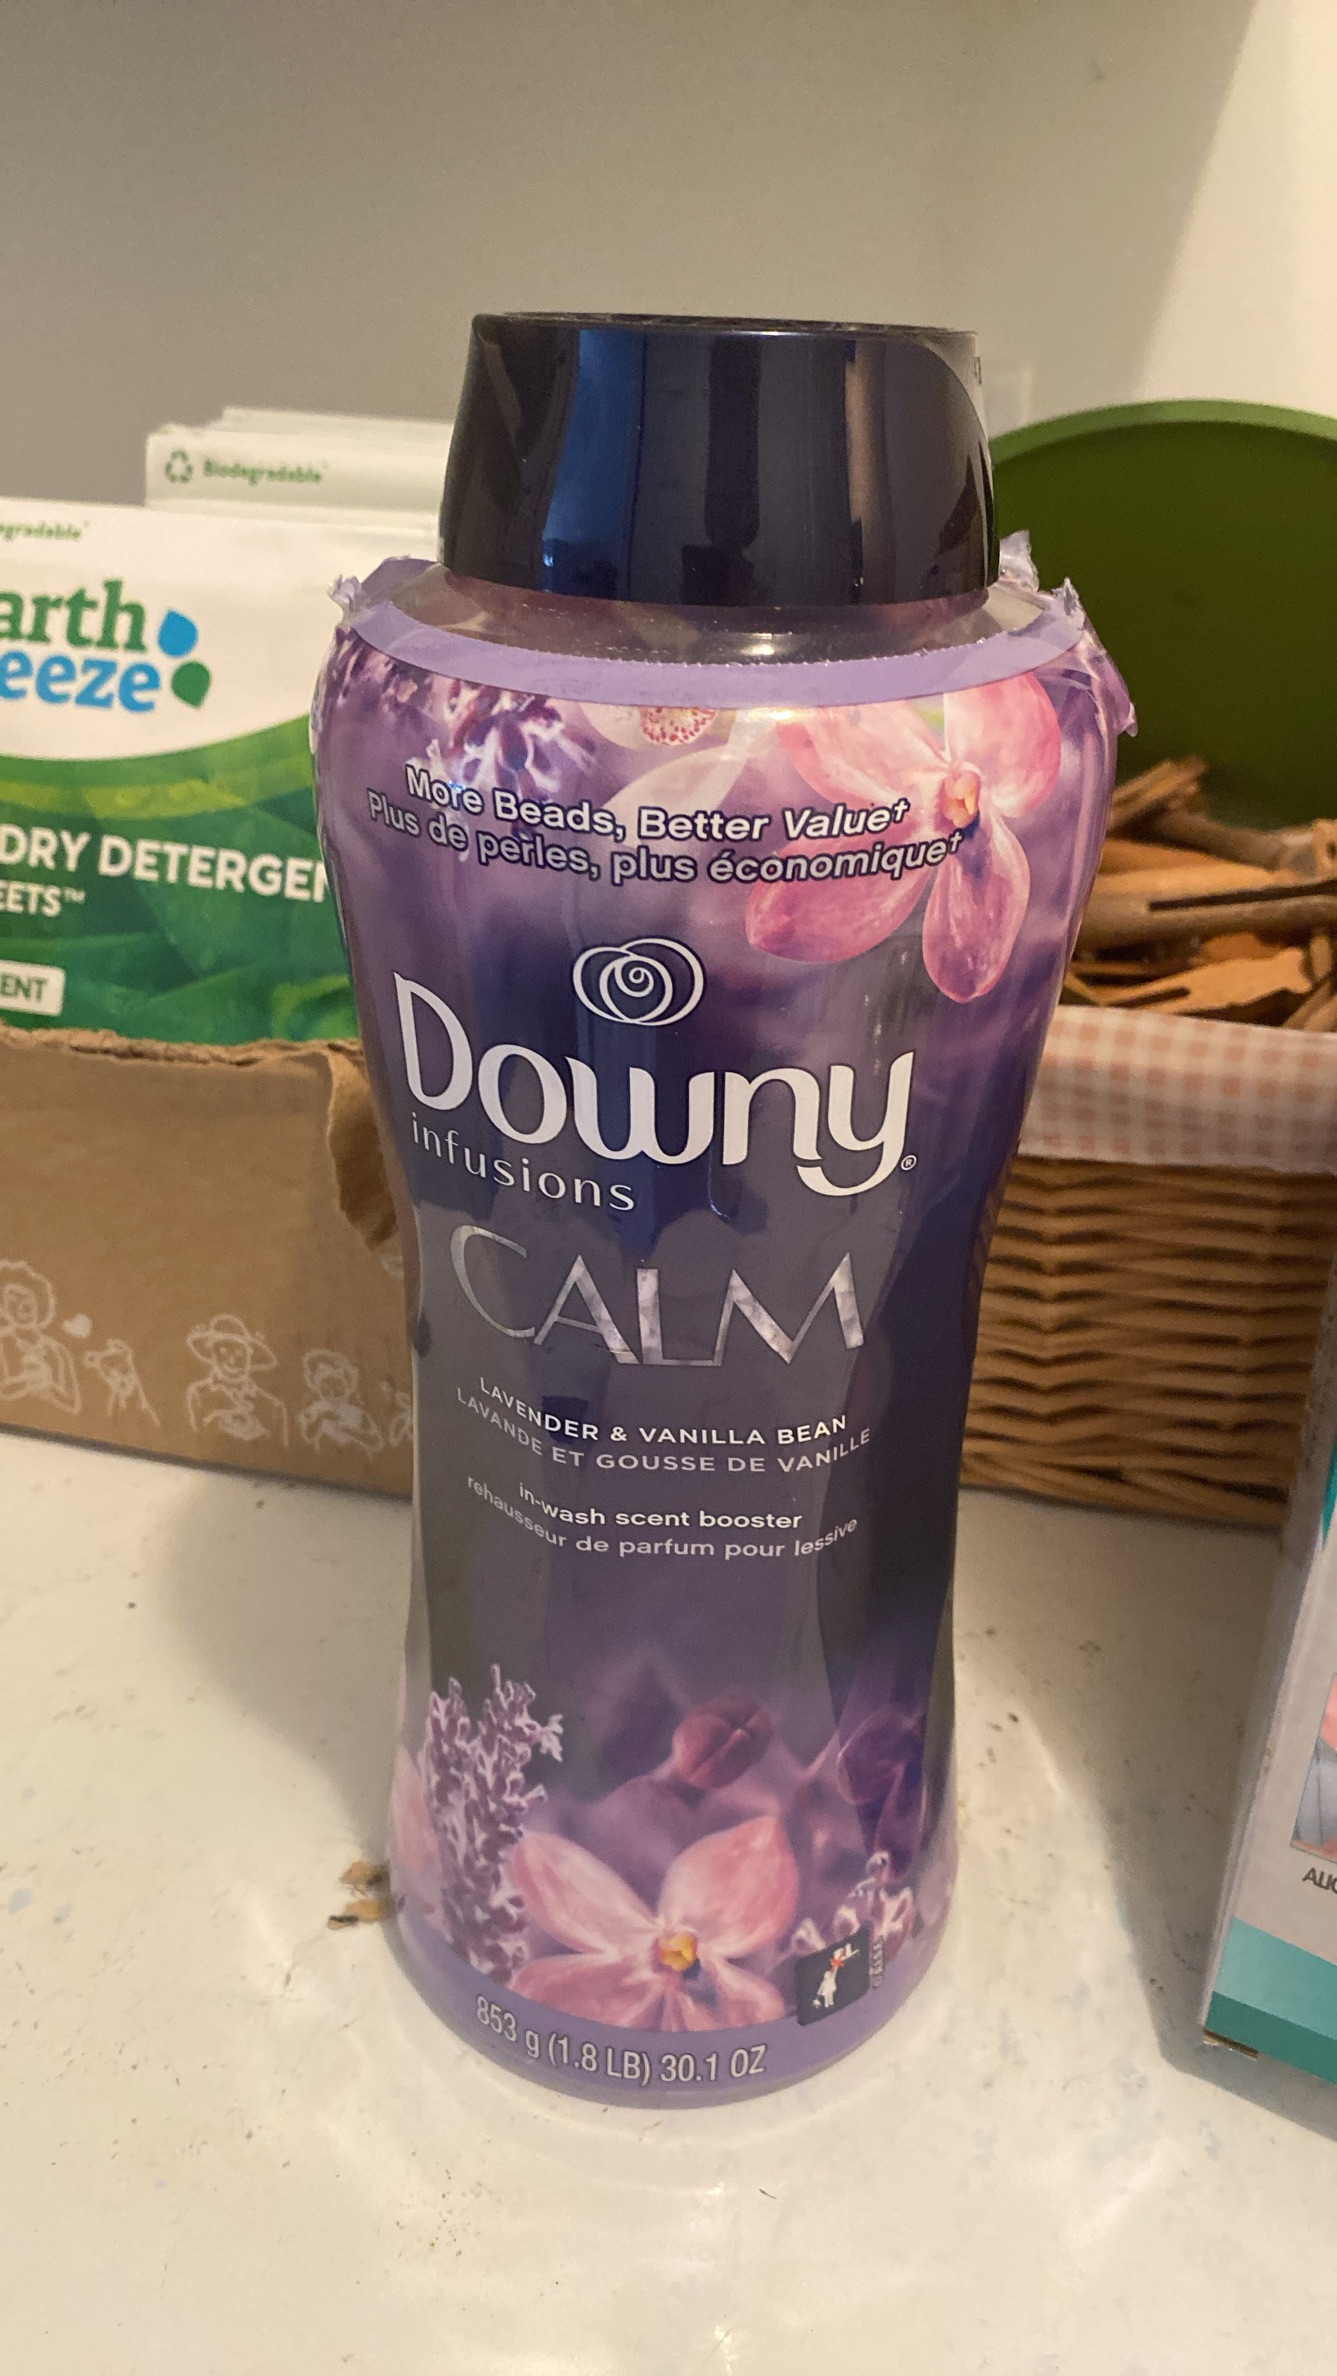 Biodegradable
arth
eeze
DRY DETERGEN
EETS™
ENT
More Beads, Better Value†
Plus de perles, plus économique†
Downy®
infusions
CALM
LAVENDER & VANILLA BEAN
LAVANDE ET GOUSSE DE VANILLE
in-wash scent booster
rehausseur de parfum pour lessive
853 g (1.8 LB) 30.1 OZ